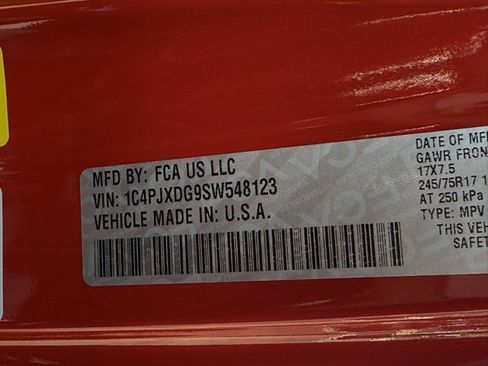 MFD BY: FCA US LLC
VIN: 1C4PJXDG9SW548123
VEHICLE MADE IN: U.S.A.
DATE OF MF
GAWR FRON
17X7.5
245/75R17 1
AT 250 kPa
TYPE: MPV
THIS VEH
SAFET